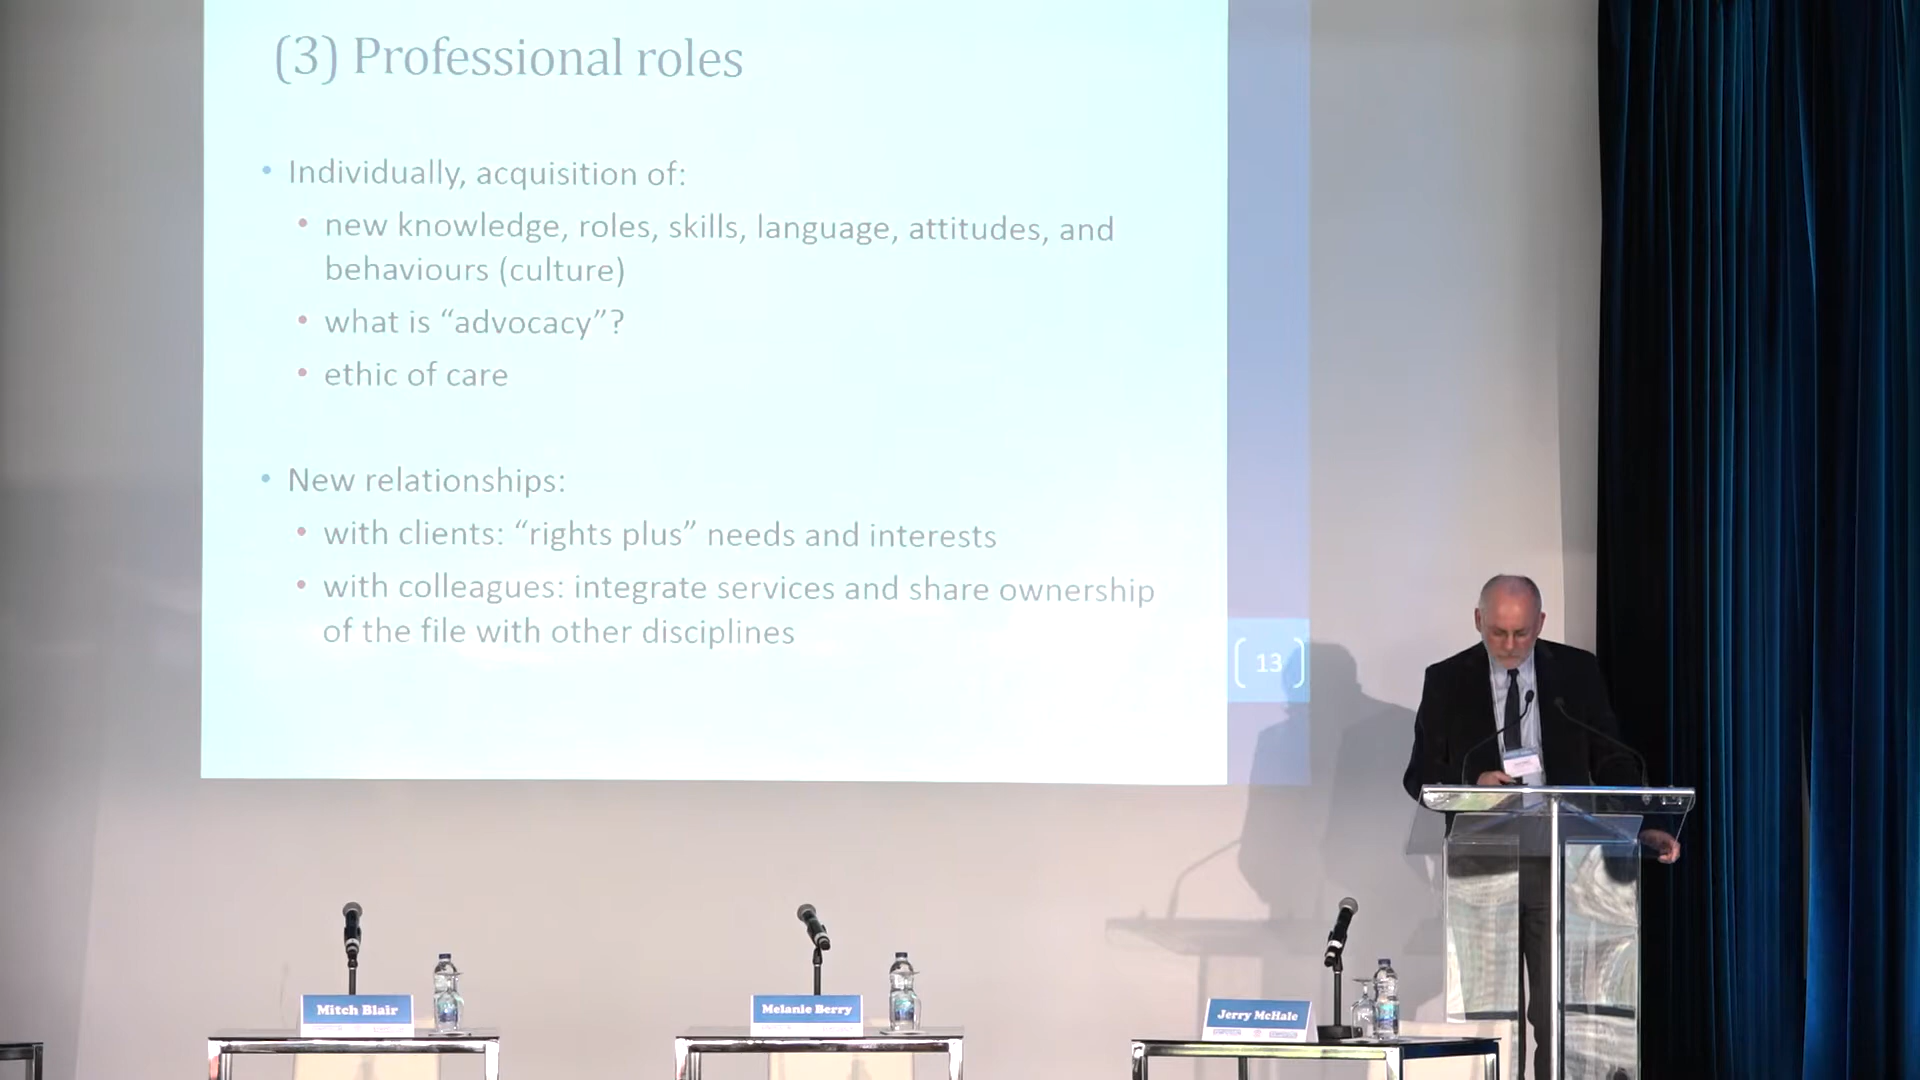 (3) Professional roles
• Individually, acquisition of:
• new knowledge, roles, skills, language, attitudes, and
behaviours (culture)
• what is “advocacy”?
• ethic of care
• New relationships:
• with clients: “rights plus” needs and interests
• with colleagues: integrate services and share ownership
of the file with other disciplines
13
Mitch Blair
Melanie Berry
Jerry McHale